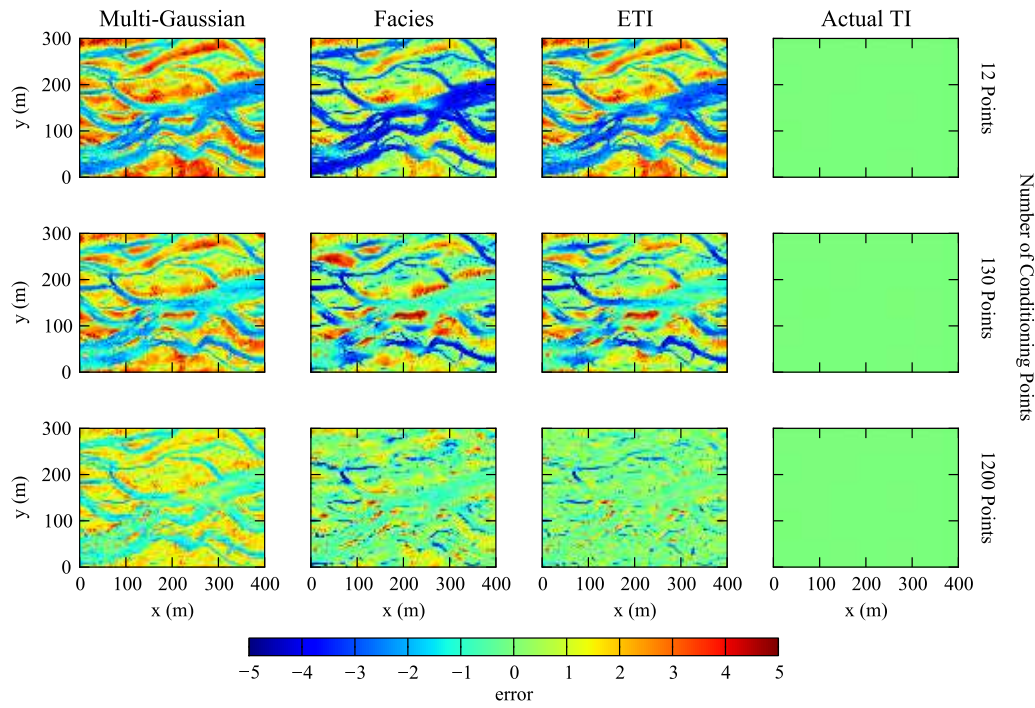 Multi-Gaussian Facies ETI Actual TI
300
200
100
0
y (m)
12 Points
300
200
100
0
y (m)
130 Points
300
200
100
0
y (m)
1200 Points
Number of Conditioning Points
0 100 200 300 400 0 100 200 300 400 0 100 200 300 400 0 100 200 300 400
x (m) x (m) x (m) x (m)
−5 −4 −3 −2 −1 0 1 2 3 4 5
error